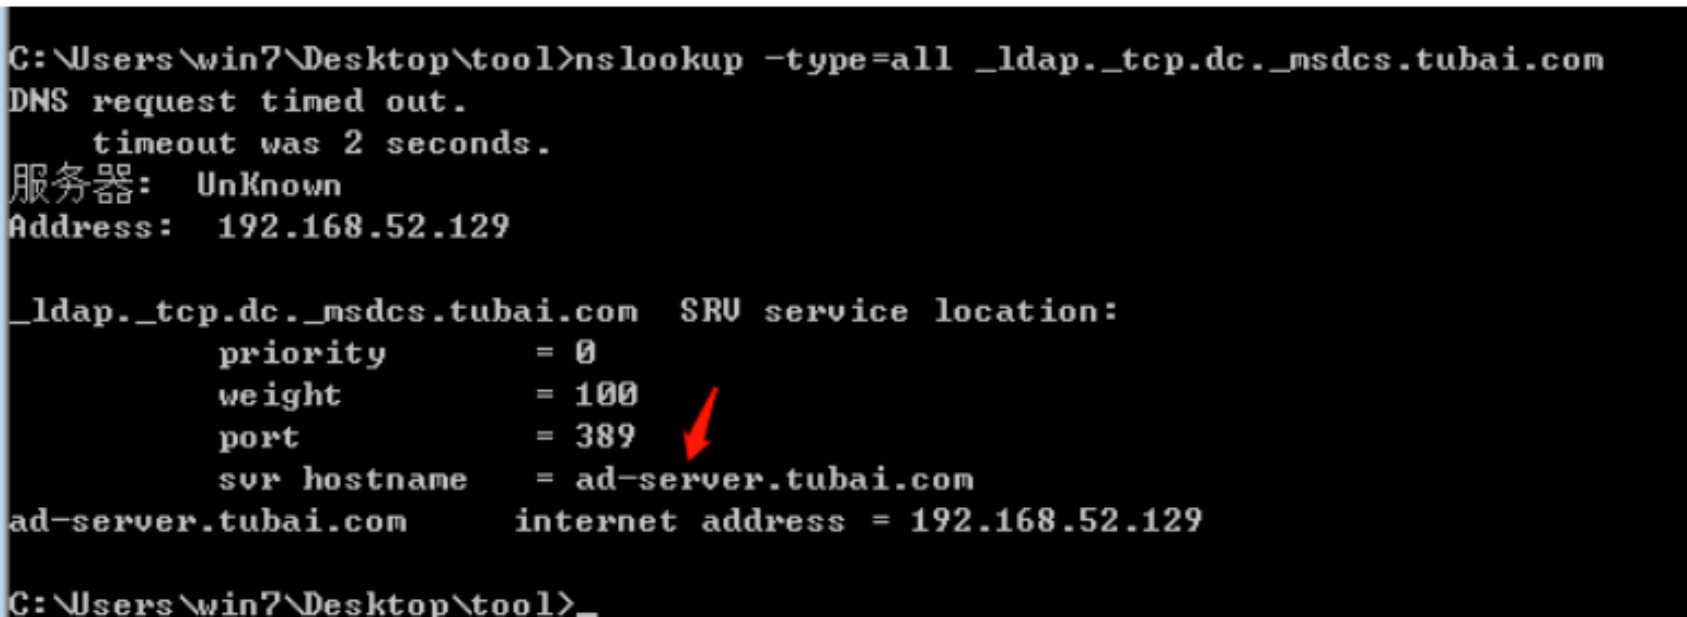 C:\Users\win7\Desktop\tool>nslookup -type=all _ldap._tcp.dc._msdcs.tubai.com
DNS request timed out.
    timeout was 2 seconds.
服务器:  UnKnown
Address:  192.168.52.129

_ldap._tcp.dc._msdcs.tubai.com  SRV service location:
          priority       = 0
          weight         = 100
          port           = 389
          svr hostname   = ad-server.tubai.com
ad-server.tubai.com     internet address = 192.168.52.129

C:\Users\win7\Desktop\tool>_